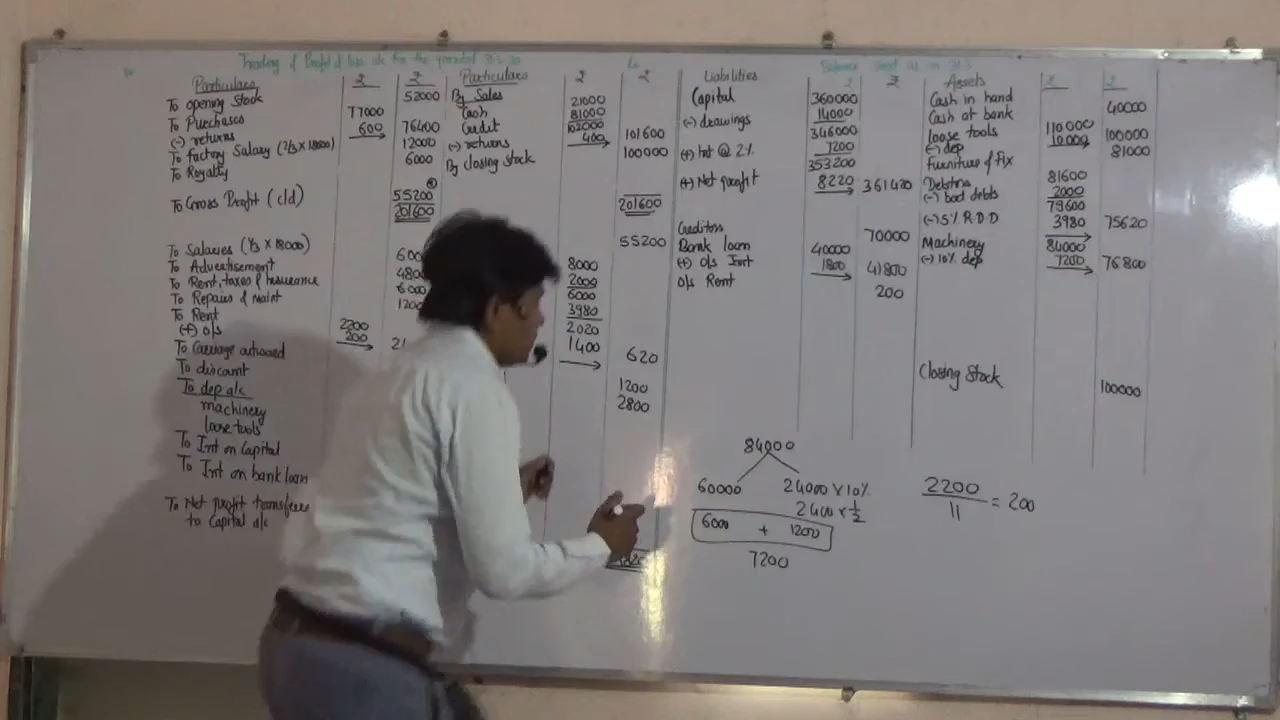 Trading & Profit & loss a/c for the year
Particulars ₹ ₹ Particulars ₹ ₹
To opening stock 52000 By Sales
To Purchases 77000 Cash 21000
(-) returns 600 76400 Credit 81000
102000
To factory Salary (2/3 x 18000) 12000 (-) returns 400 101600
To Royalty 6000 By closing stock 100000
To Gross Profit (c/d) 55200
201600 201600
55200
To Salaries (1/3 x 18000)
To Advertisement 8000
To Rent, taxes & Insurance 2000
6000
To Repairs & maint 3980
To Rent 2200 2020
(+) o/s 200 1400
620
To Carriage outward
To discount 1200
To dep a/c 2800
machinery
loose tools
To Int on Capital
To Int on bank loan
To Net profit transferred
to Capital a/c
Balance sheet as on 31.3
Liabilities ₹ ₹ Assets ₹ ₹
Capital 360000 Cash in hand
(-) drawings 14000 Cash at bank 40000
346000 loose tools 110000
(+) Int @ 2% 7200 (-) dep 10000 100000
353200 Furniture & Fix 81000
(+) Net profit 8220 361420 Debtors 81600
(-) bad debts 2000
79600
Creditors 70000 (-) 5% R.D.D 3980 75620
Bank loan 40000 Machinery 84000
(+) o/s Int 1800 41800 (-) 10% dep 7200 76800
o/s Rent 200
Closing Stock 100000
84000
60000 24000 x 10%
2400 x 1/2
6000 + 1200
7200
2200
11 = 200